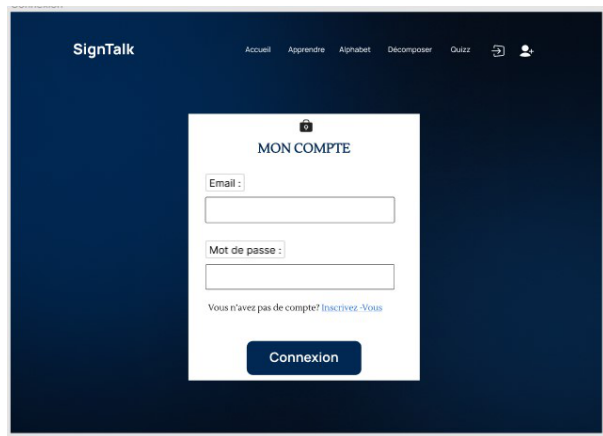 SignTalk
Accueil Apprendre Alphabet Décomposer Quizz
MON COMPTE
Email :
Mot de passe :
Vous n'avez pas de compte? Inscrivez -Vous
Connexion